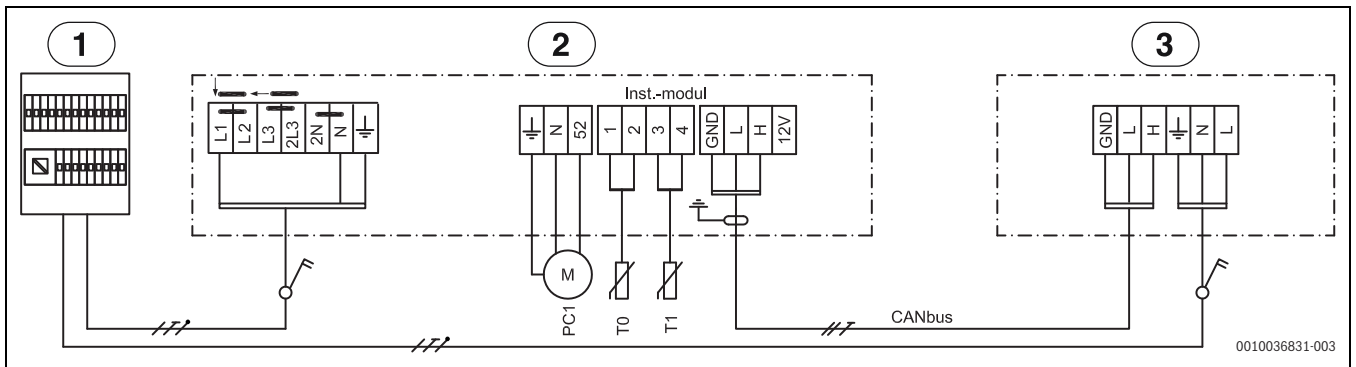 1
2
3
Inst.-modul
L1 L2 L3 2L3 2N N
N 52
1 2 3 4
GND L H 12V
GND L H N L
M
PC1
T0
T1
CANbus
0010036831-003